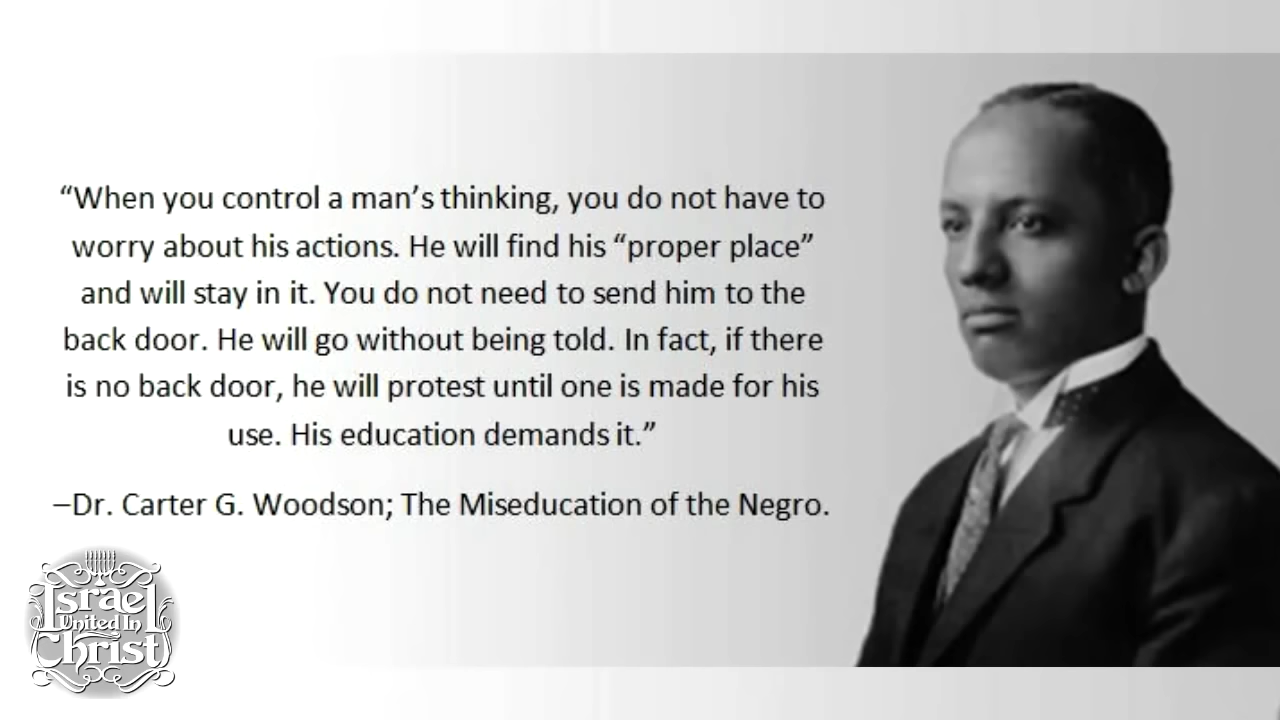 “When you control a man’s thinking, you do not have to
worry about his actions. He will find his “proper place”
and will stay in it. You do not need to send him to the
back door. He will go without being told. In fact, if there
is no back door, he will protest until one is made for his
use. His education demands it.”
–Dr. Carter G. Woodson; The Miseducation of the Negro.
Israel
United In
Christ